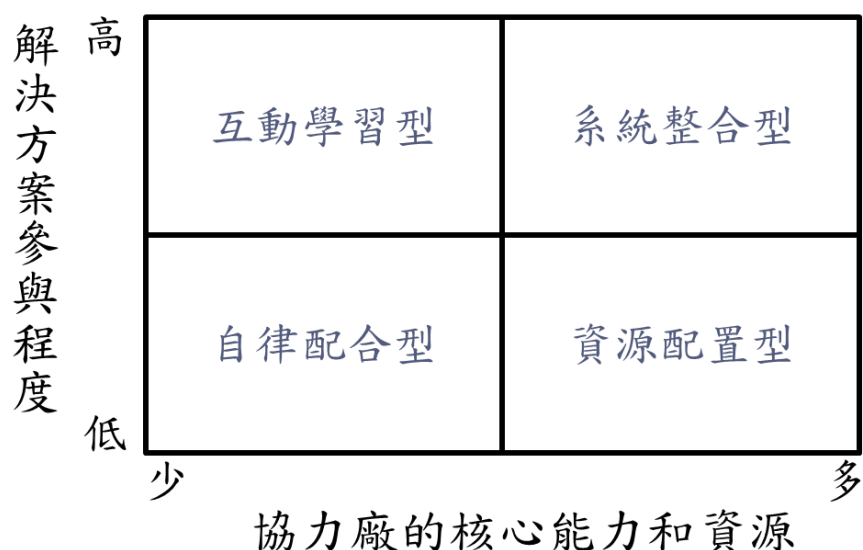 解決方案參與程度
高
互動學習型
系統整合型
自律配合型
資源配置型
低
少
多
協力廠的核心能力和資源